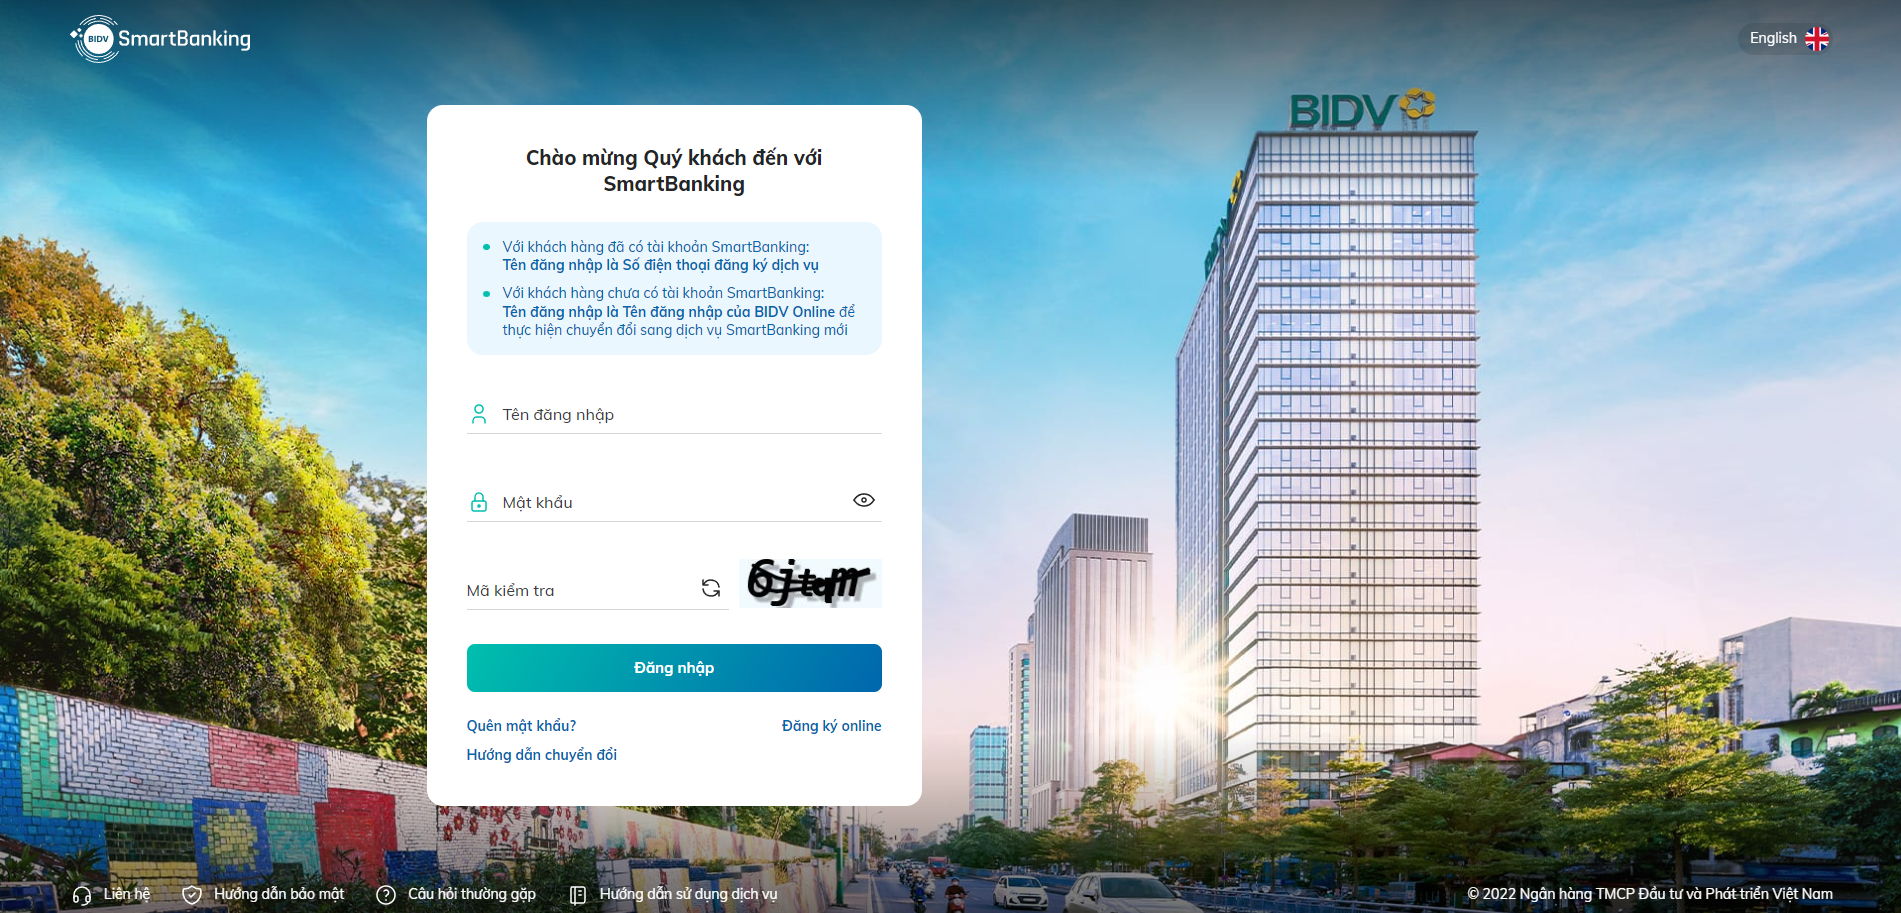 BIDV SmartBanking
English
BIDV
Chào mừng Quý khách đến với
SmartBanking
Với khách hàng đã có tài khoản SmartBanking:
Tên đăng nhập là Số điện thoại đăng ký dịch vụ
Với khách hàng chưa có tài khoản SmartBanking:
Tên đăng nhập là Tên đăng nhập của BIDV Online để
thực hiện chuyển đổi sang dịch vụ SmartBanking mới
Tên đăng nhập
Mật khẩu
Mã kiểm tra
Đăng nhập
Quên mật khẩu?
Đăng ký online
Hướng dẫn chuyển đổi
Liên hệ
Hướng dẫn bảo mật
Câu hỏi thường gặp
Hướng dẫn sử dụng dịch vụ
© 2022 Ngân hàng TMCP Đầu tư và Phát triển Việt Nam